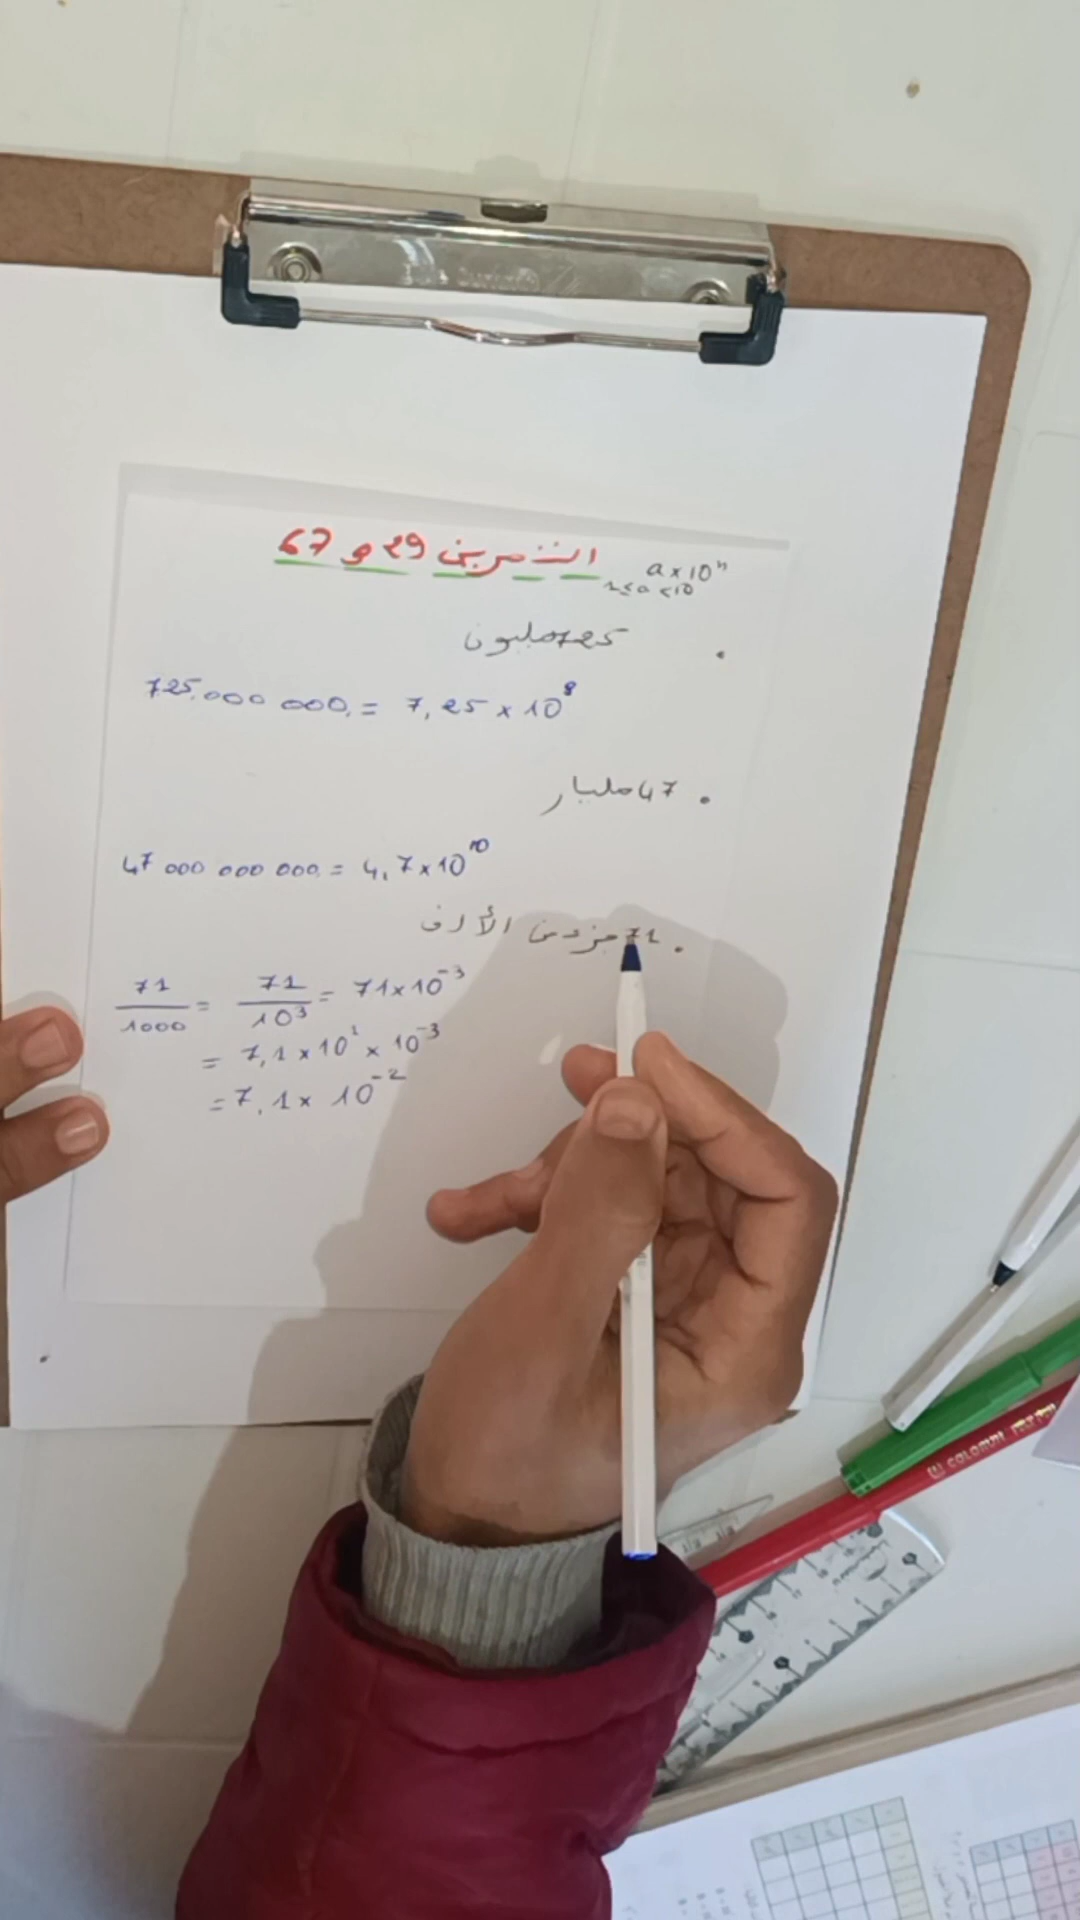 التمرين 29 و 67
a × 10ⁿ
1 ≤ a < 10
725 مليون
725 000 000, = 7,25 × 10⁸
47 مليار .
47 000 000 000, = 4,7 × 10¹⁰
. 71 جزء من الألف
71/1000 = 71/10³ = 71 × 10⁻³
= 7,1 × 10¹ × 10⁻³
= 7,1 × 10⁻²
COLORINI